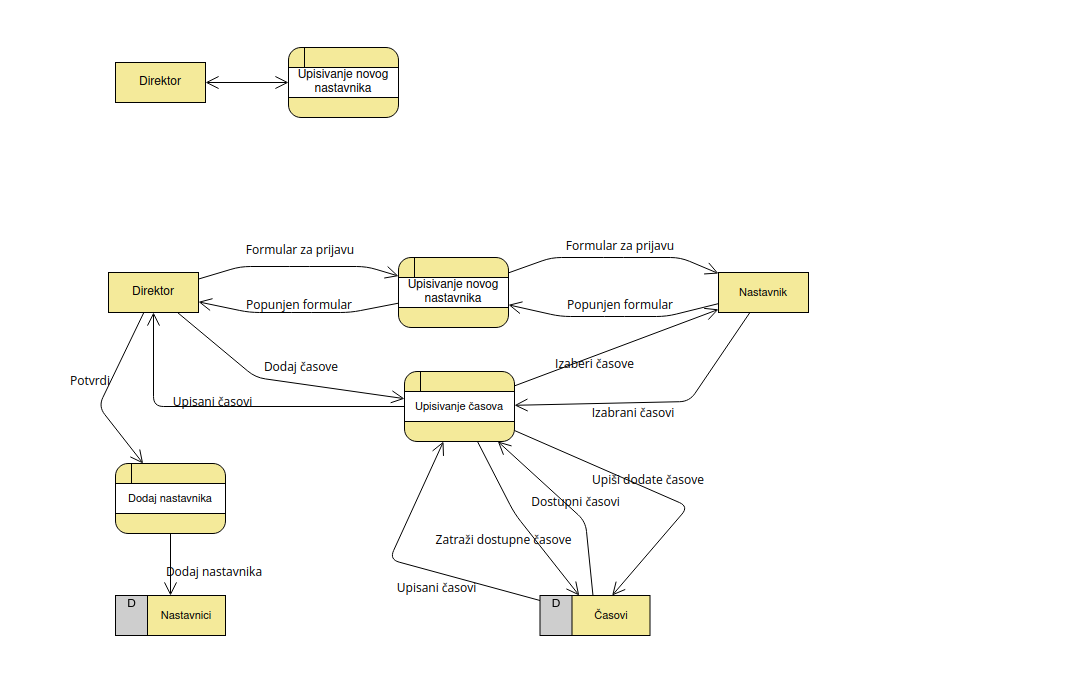 Direktor
Upisivanje novog
nastavnika
Formular za prijavu
Formular za prijavu
Direktor
Upisivanje novog
nastavnika
Nastavnik
Popunjen formular
Popunjen formular
Dodaj časove
Izaberi časove
Potvrdi
Upisani časovi
Upisivanje časova
Izabrani časovi
Upiši dodate časove
Dodaj nastavnika
Dostupni časovi
Zatraži dostupne časove
Dodaj nastavnika
Upisani časovi
D
Nastavnici
D
Časovi